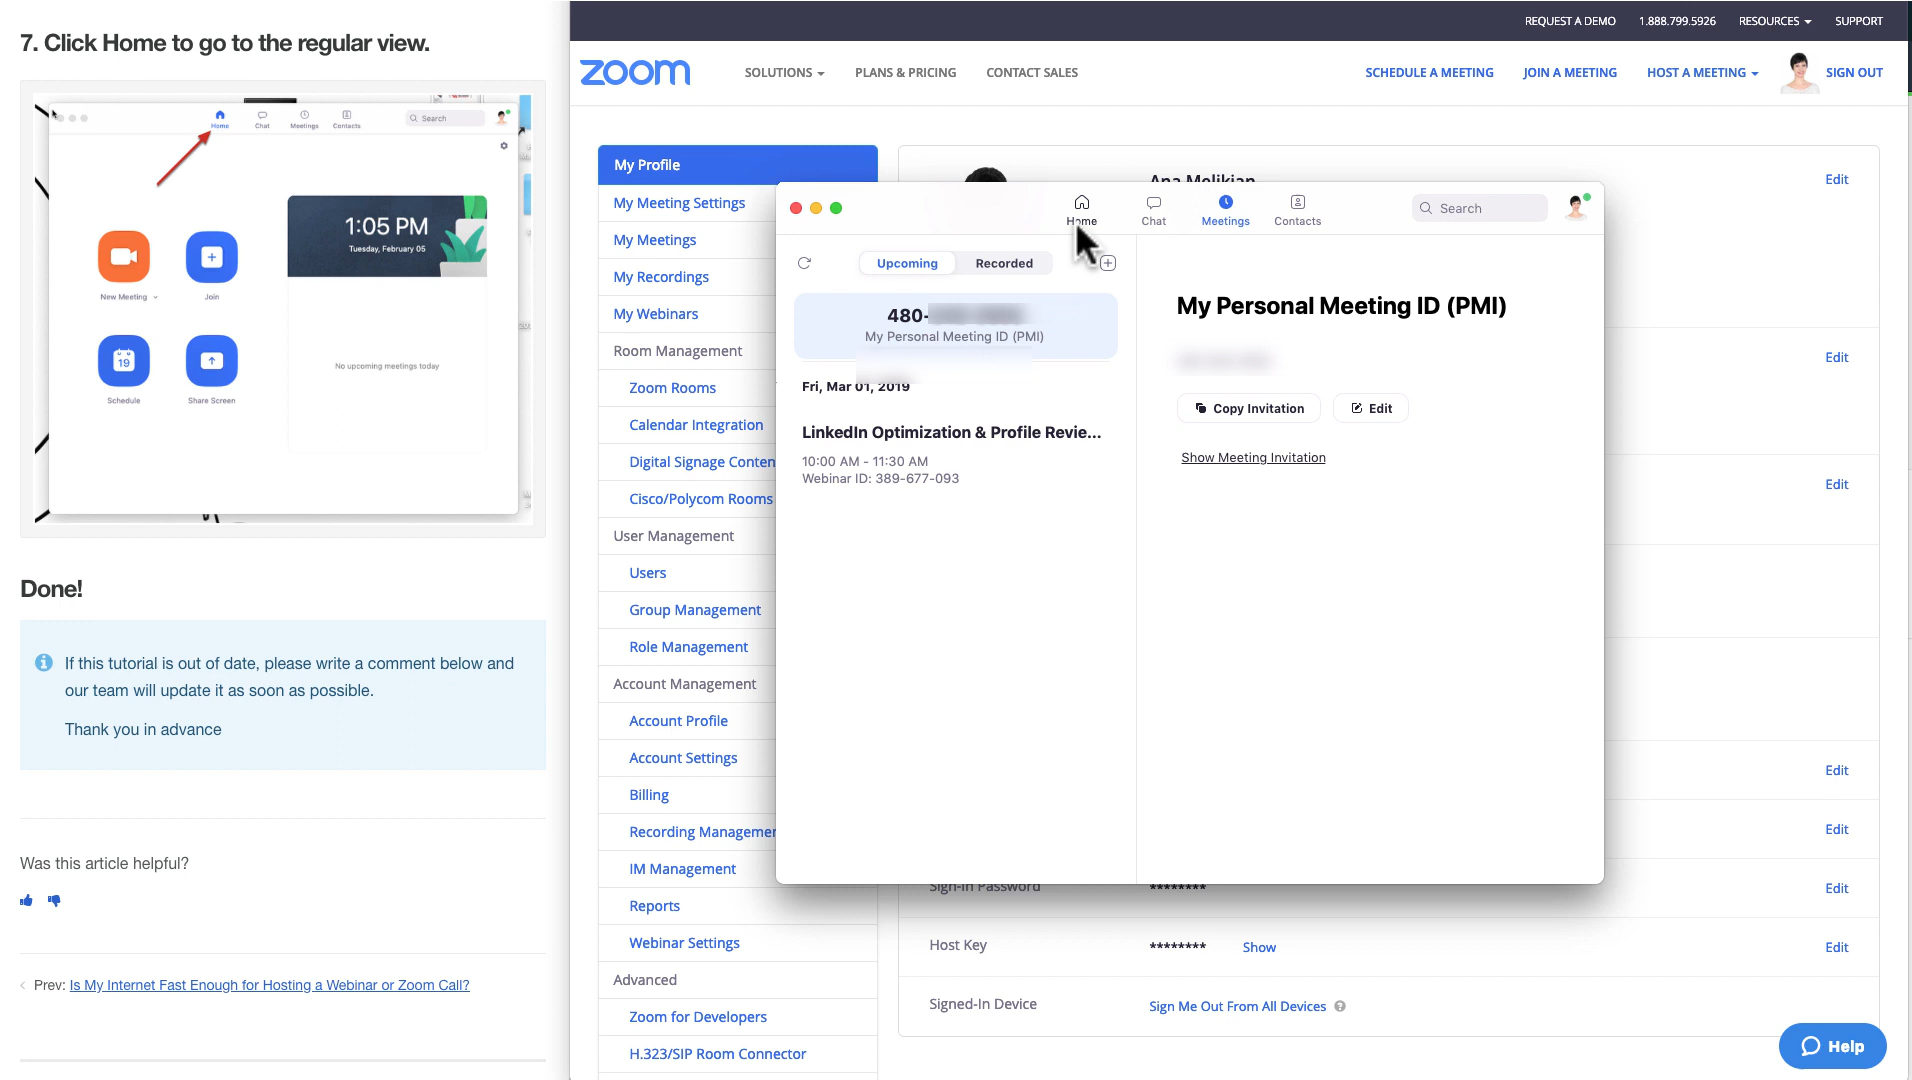 7. Click Home to go to the regular view.
Home
Chat
Meetings
Contacts
Search
1:05 PM
Tuesday, February 05
New Meeting
Join
19
Schedule
Share Screen
No upcoming meetings today
Done!
If this tutorial is out of date, please write a comment below and
our team will update it as soon as possible.
Thank you in advance
Was this article helpful?
Prev: Is My Internet Fast Enough for Hosting a Webinar or Zoom Call?
REQUEST A DEMO
1.888.799.5926
RESOURCES
SUPPORT
zoom
SOLUTIONS
PLANS & PRICING
CONTACT SALES
SCHEDULE A MEETING
JOIN A MEETING
HOST A MEETING
SIGN OUT
My Profile
My Meeting Settings
My Meetings
My Recordings
My Webinars
Room Management
Zoom Rooms
Calendar Integration
Digital Signage Conten
Cisco/Polycom Rooms
User Management
Users
Group Management
Role Management
Account Management
Account Profile
Account Settings
Billing
Recording Managemen
IM Management
Reports
Webinar Settings
Advanced
Zoom for Developers
H.323/SIP Room Connector
Ana Melikian
Edit
Home
Chat
Meetings
Contacts
Search
Upcoming
Recorded
480-
My Personal Meeting ID (PMI)
Fri, Mar 01, 2019
LinkedIn Optimization & Profile Revie...
10:00 AM - 11:30 AM
Webinar ID: 389-677-093
My Personal Meeting ID (PMI)
Copy Invitation
Edit
Show Meeting Invitation
Edit
Edit
Edit
Edit
Sign-In Password
********
Edit
Host Key
********
Show
Edit
Signed-In Device
Sign Me Out From All Devices
Help